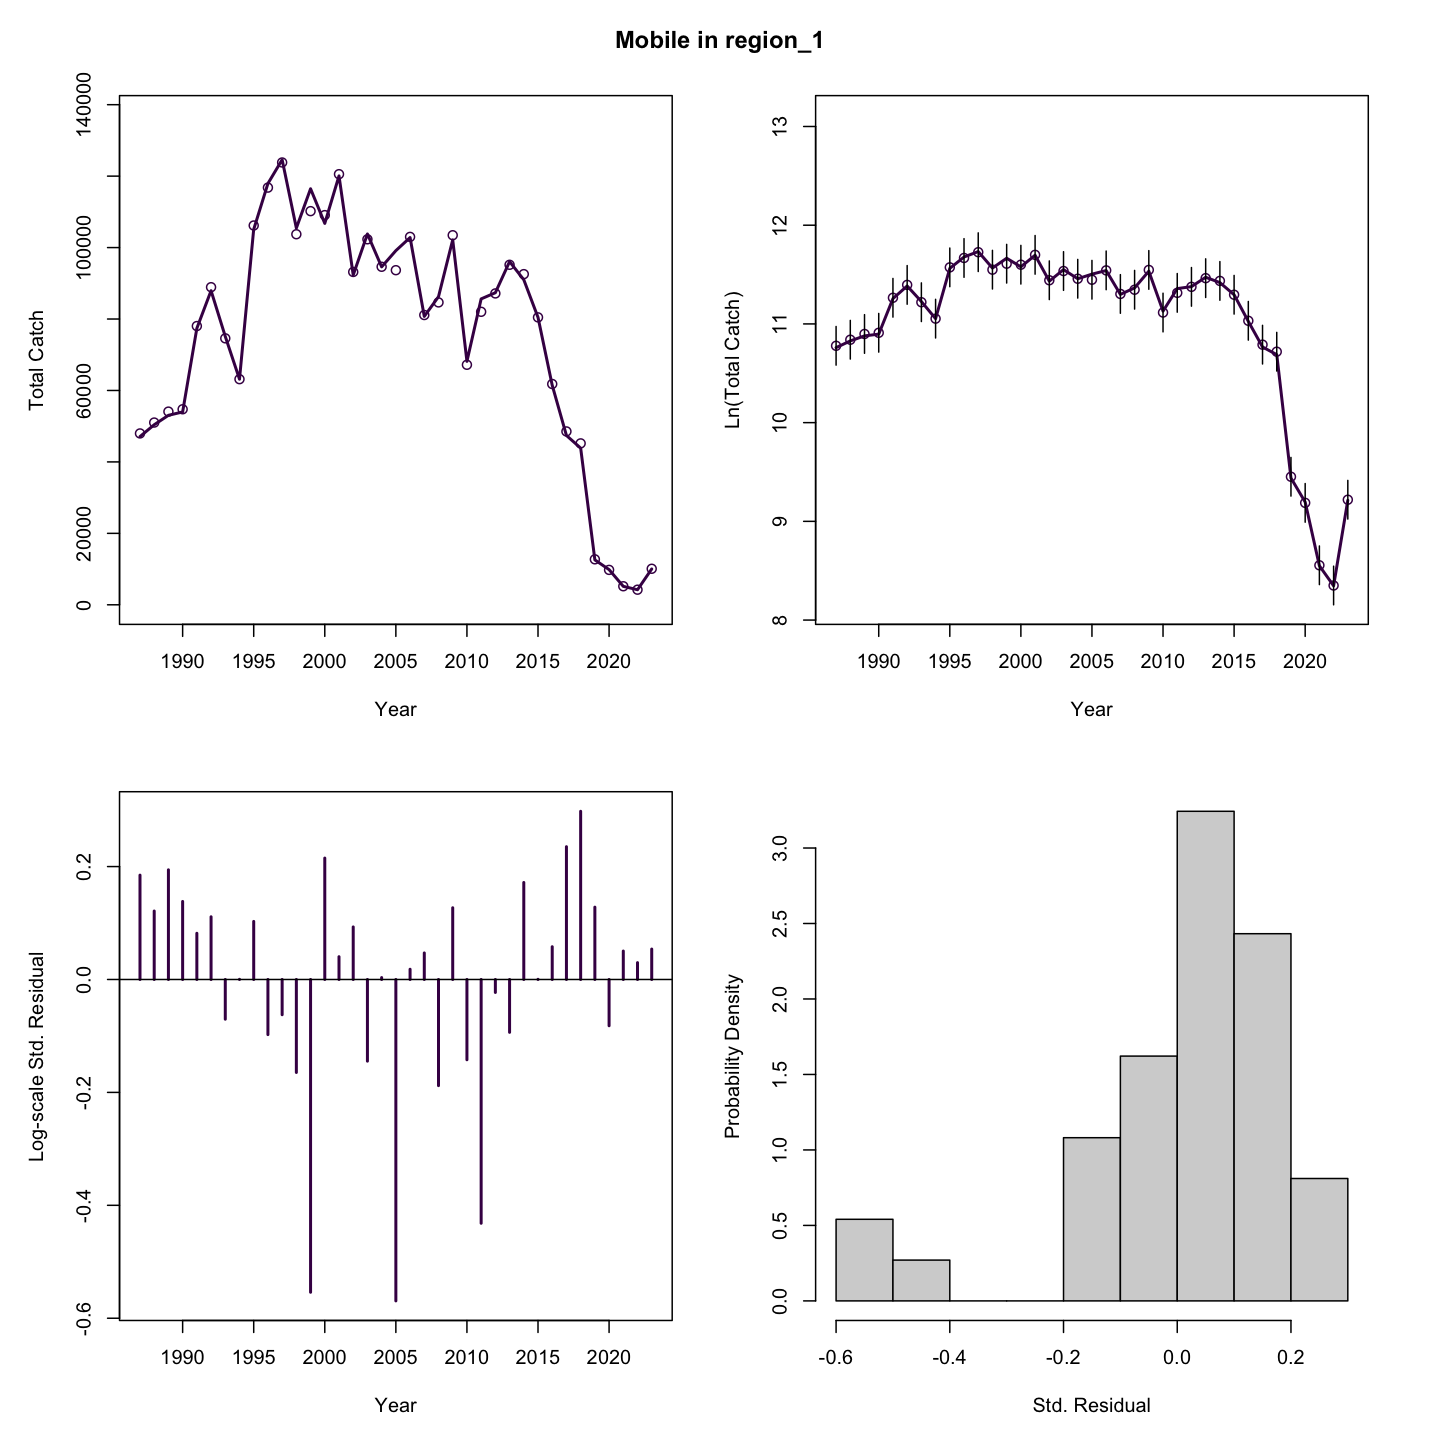 Mobile in region_1
Total Catch
0 20000 60000 100000 140000
1990 1995 2000 2005 2010 2015 2020
Year
Ln(Total Catch)
8 9 10 11 12 13
1990 1995 2000 2005 2010 2015 2020
Year
Log-scale Std. Residual
-0.6 -0.4 -0.2 0.0 0.2
1990 1995 2000 2005 2010 2015 2020
Year
Probability Density
0.0 0.5 1.0 1.5 2.0 2.5 3.0
-0.6 -0.4 -0.2 0.0 0.2
Std. Residual